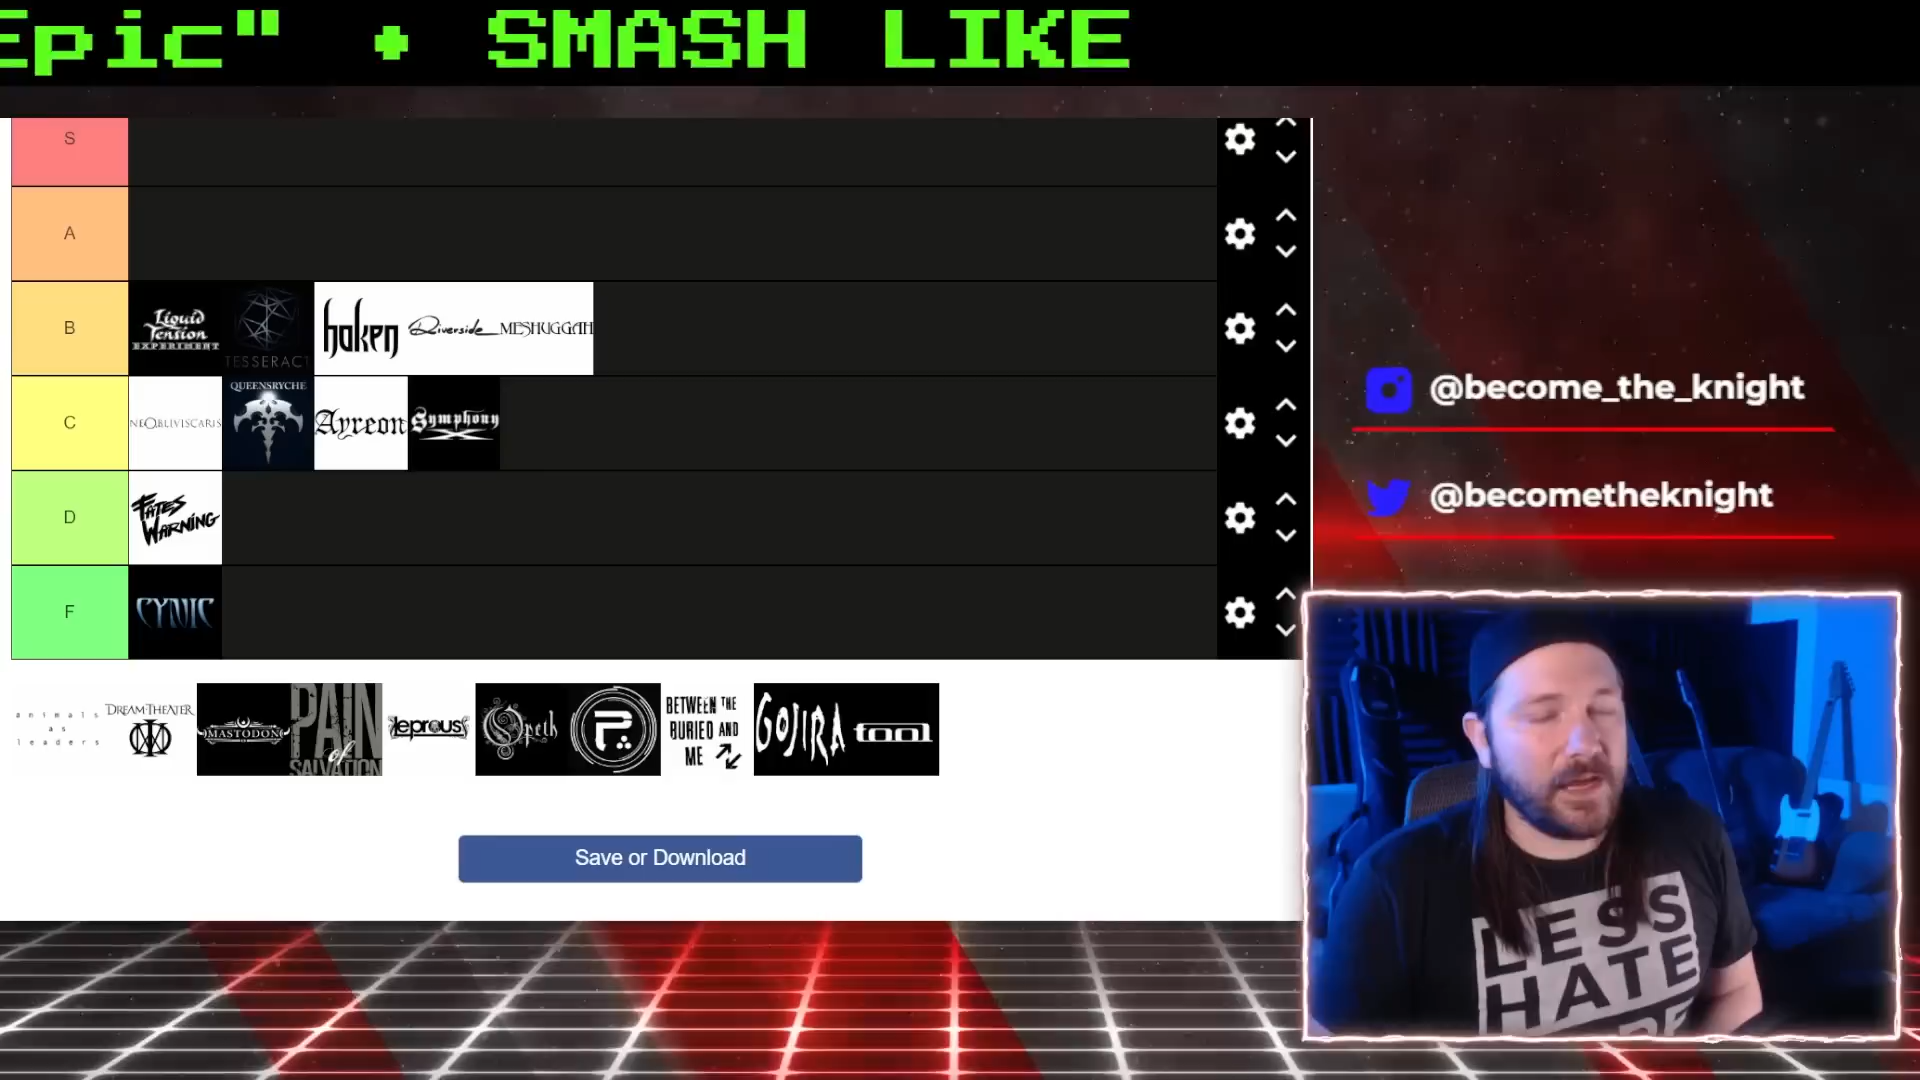 Epic" + SMASH LIKE
S
A
B
Liquid
Tension
EXPERIMENT
TESSERACT
haken
Riverside
MESHUGGAH
C
NE OBLIVISCARIS
QUEENSRYCHE
Ayreon
Symphony
X
D
FATES
WARNING
F
CYNIC
animals
as
leaders
DREAM THEATER
MASTODON
PAIN
of
SALVATION
leprous
Opeth
P
BETWEEN THE
BURIED AND
ME
GOJIRA
TOOL
Save or Download
@become_the_knight
@becometheknight
LESS
HATE